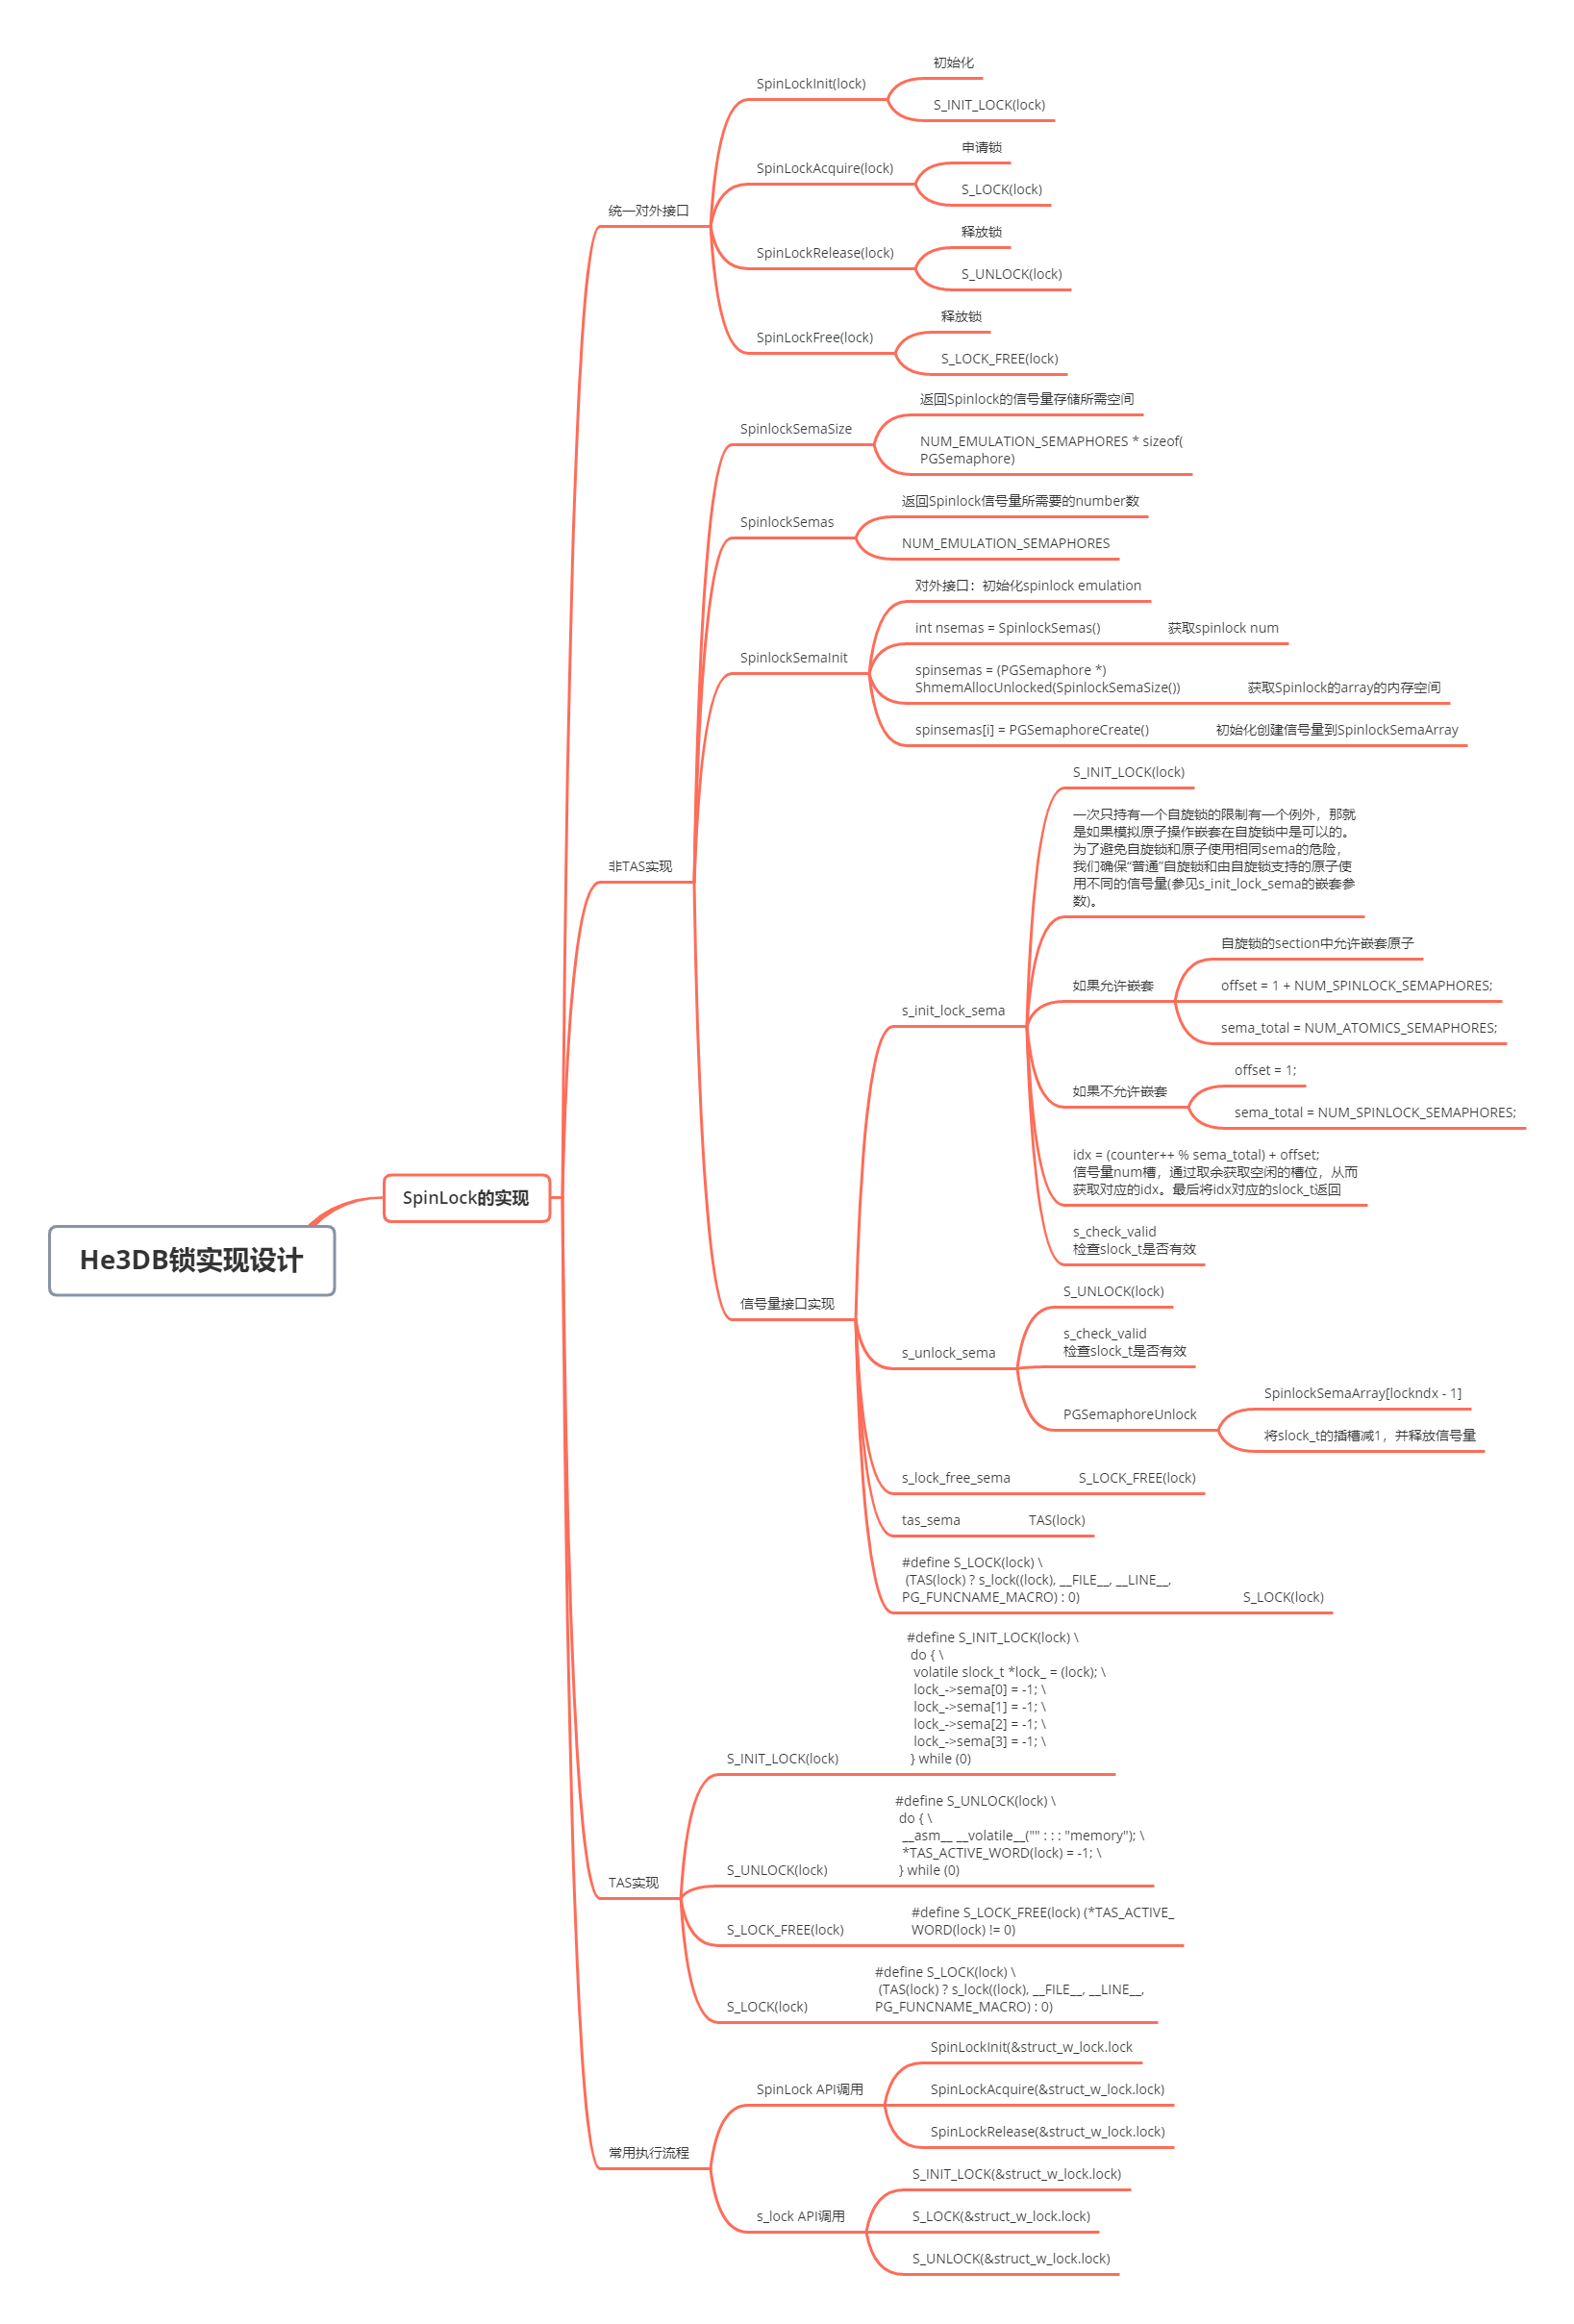 He3DB锁实现设计
SpinLock的实现
统一对外接口
SpinLockInit(lock)
初始化
S_INIT_LOCK(lock)
SpinLockAcquire(lock)
申请锁
S_LOCK(lock)
SpinLockRelease(lock)
释放锁
S_UNLOCK(lock)
SpinLockFree(lock)
释放锁
S_LOCK_FREE(lock)
非TAS实现
SpinlockSemaSize
返回Spinlock的信号量存储所需空间
NUM_EMULATION_SEMAPHORES * sizeof(
PGSemaphore)
SpinlockSemas
返回Spinlock信号量所需要的number数
NUM_EMULATION_SEMAPHORES
SpinlockSemaInit
对外接口：初始化spinlock emulation
int nsemas = SpinlockSemas()
获取spinlock num
spinsemas = (PGSemaphore *)
ShmemAllocUnlocked(SpinlockSemaSize())
获取Spinlock的array的内存空间
spinsemas[i] = PGSemaphoreCreate()
初始化创建信号量到SpinlockSemaArray
信号量接口实现
s_init_lock_sema
S_INIT_LOCK(lock)
一次只持有一个自旋锁的限制有一个例外，那就
是如果模拟原子操作嵌套在自旋锁中是可以的。
为了避免自旋锁和原子使用相同sema的危险，
我们确保“普通”自旋锁和由自旋锁支持的原子使
用不同的信号量(参见s_init_lock_sema的嵌套参
数)。
如果允许嵌套
自旋锁的section中允许嵌套原子
offset = 1 + NUM_SPINLOCK_SEMAPHORES;
sema_total = NUM_ATOMICS_SEMAPHORES;
如果不允许嵌套
offset = 1;
sema_total = NUM_SPINLOCK_SEMAPHORES;
idx = (counter++ % sema_total) + offset;
信号量num槽，通过取余获取空闲的槽位，从而
获取对应的idx。最后将idx对应的slock_t返回
s_check_valid
检查slock_t是否有效
s_unlock_sema
S_UNLOCK(lock)
s_check_valid
检查slock_t是否有效
PGSemaphoreUnlock
SpinlockSemaArray[lockndx - 1]
将slock_t的插槽减1，并释放信号量
s_lock_free_sema
S_LOCK_FREE(lock)
tas_sema
TAS(lock)
#define S_LOCK(lock) \
(TAS(lock) ? s_lock((lock), __FILE__, __LINE__,
PG_FUNCNAME_MACRO) : 0)
S_LOCK(lock)
TAS实现
S_INIT_LOCK(lock)
#define S_INIT_LOCK(lock) \
do { \
volatile slock_t *lock_ = (lock); \
lock_->sema[0] = -1; \
lock_->sema[1] = -1; \
lock_->sema[2] = -1; \
lock_->sema[3] = -1; \
} while (0)
S_UNLOCK(lock)
#define S_UNLOCK(lock) \
do { \
__asm__ __volatile__("" : : : "memory"); \
*TAS_ACTIVE_WORD(lock) = -1; \
} while (0)
S_LOCK_FREE(lock)
#define S_LOCK_FREE(lock) (*TAS_ACTIVE_
WORD(lock) != 0)
S_LOCK(lock)
#define S_LOCK(lock) \
(TAS(lock) ? s_lock((lock), __FILE__, __LINE__,
PG_FUNCNAME_MACRO) : 0)
常用执行流程
SpinLock API调用
SpinLockInit(&struct_w_lock.lock
SpinLockAcquire(&struct_w_lock.lock)
SpinLockRelease(&struct_w_lock.lock)
s_lock API调用
S_INIT_LOCK(&struct_w_lock.lock)
S_LOCK(&struct_w_lock.lock)
S_UNLOCK(&struct_w_lock.lock)